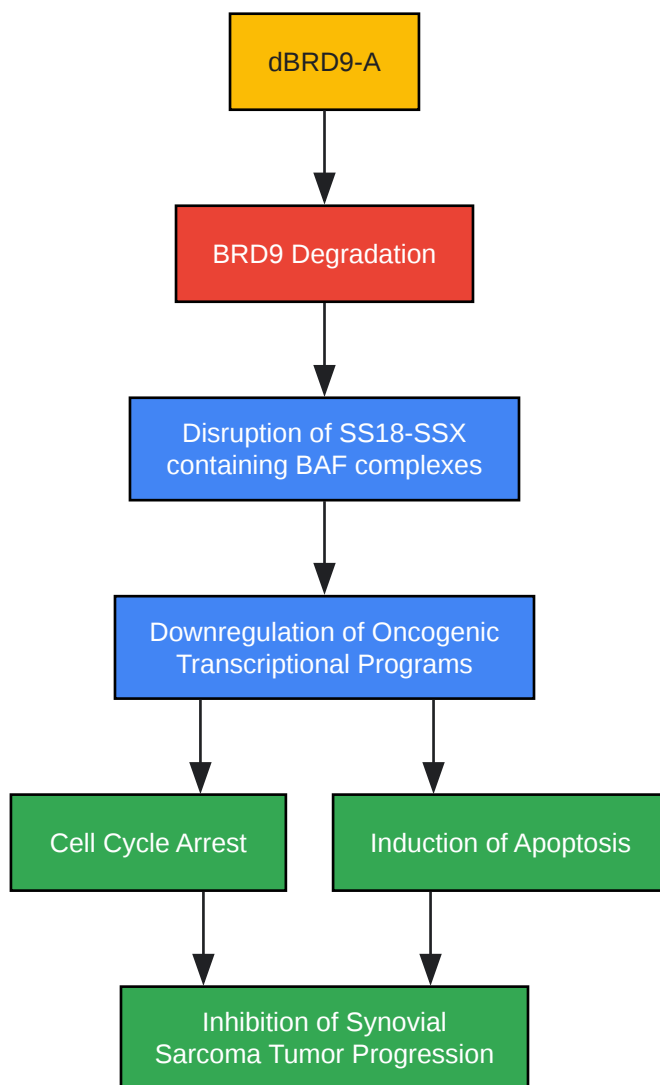 dBRD9-A
BRD9 Degradation
Disruption of SS18-SSX
containing BAF complexes
Downregulation of Oncogenic
Transcriptional Programs
Cell Cycle Arrest
Induction of Apoptosis
Inhibition of Synovial
Sarcoma Tumor Progression